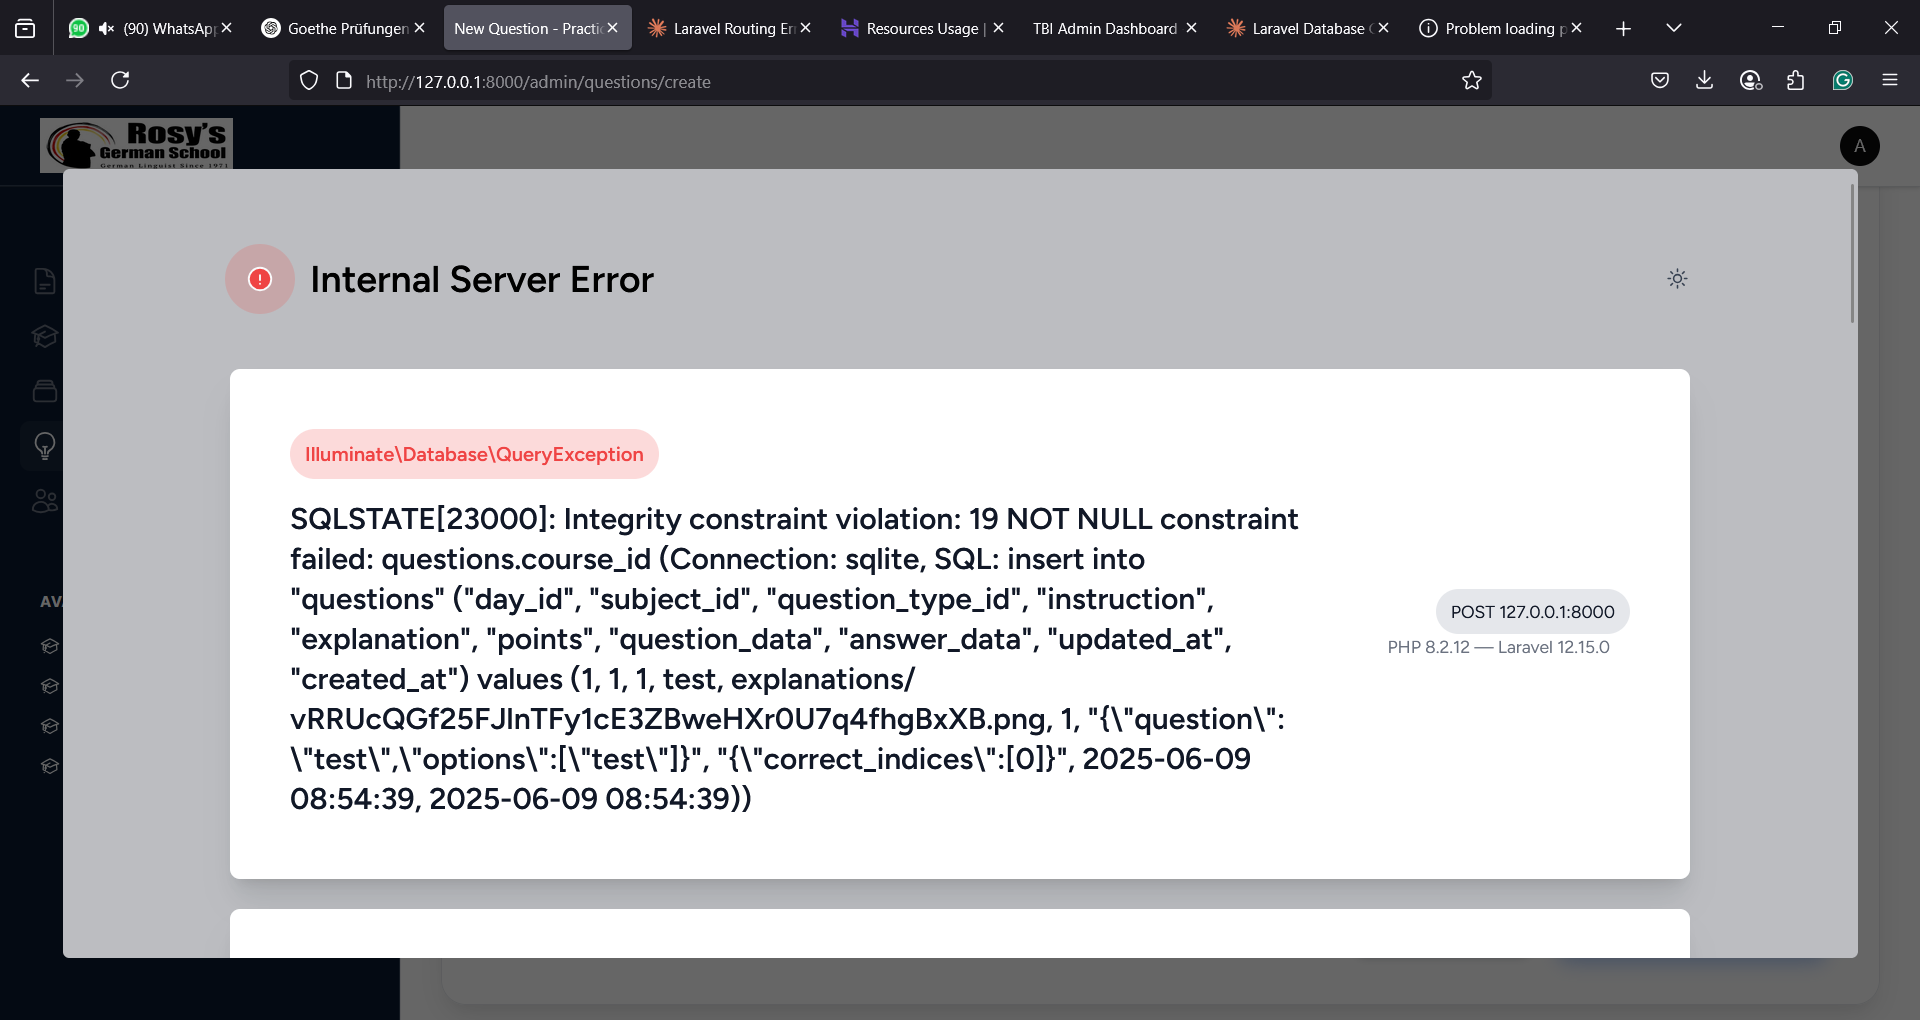 (90) WhatsApp
Goethe Prüfungen
New Question - Practic
Laravel Routing Err
Resources Usage |
TBI Admin Dashboard
Laravel Database
Problem loading p
http://127.0.0.1:8000/admin/questions/create
Rosy's
German School
German Linguist Since 1971
A
Internal Server Error
Illuminate\Database\QueryException
SQLSTATE[23000]: Integrity constraint violation: 19 NOT NULL constraint
failed: questions.course_id (Connection: sqlite, SQL: insert into
"questions" ("day_id", "subject_id", "question_type_id", "instruction",
"explanation", "points", "question_data", "answer_data", "updated_at",
"created_at") values (1, 1, 1, test, explanations/
vRRUcQGf25FJlnTFy1cE3ZBweHXr0U7q4fhgBxXB.png, 1, "{\"question\":
\"test\",\"options\":[\"test\"]}", "{\"correct_indices\":[0]}", 2025-06-09
08:54:39, 2025-06-09 08:54:39))
POST 127.0.0.1:8000
PHP 8.2.12 — Laravel 12.15.0
AVA